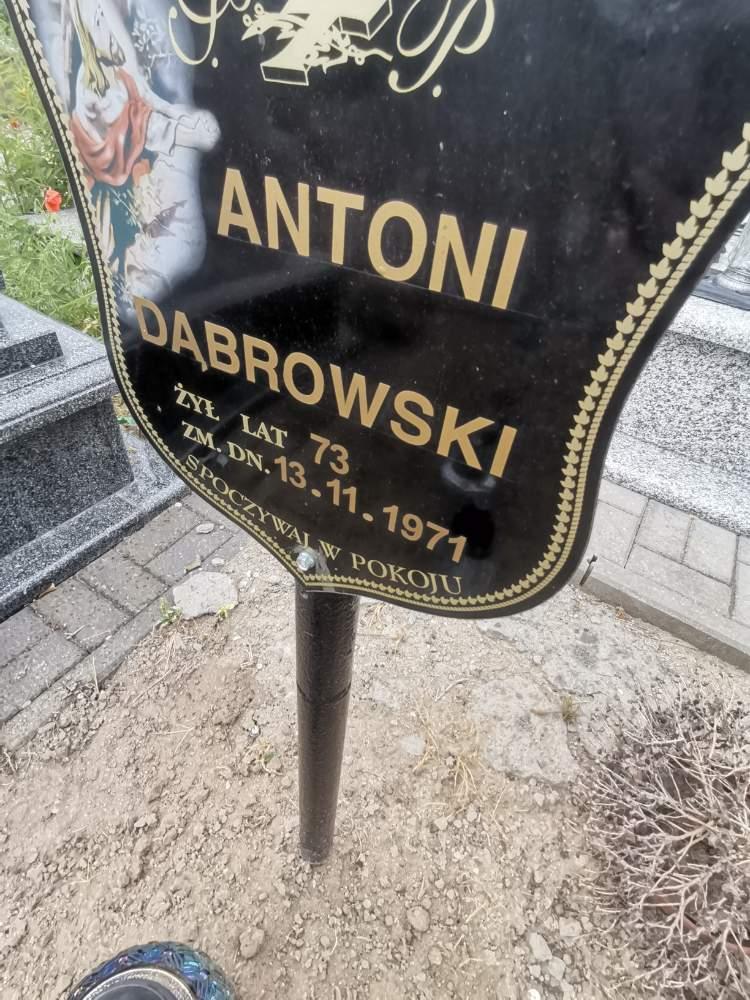 Ś. P.
ANTONI
DĄBROWSKI
ŻYŁ LAT 73
ZM. DN. 13.11.1971
SPOCZYWAJ W POKOJU